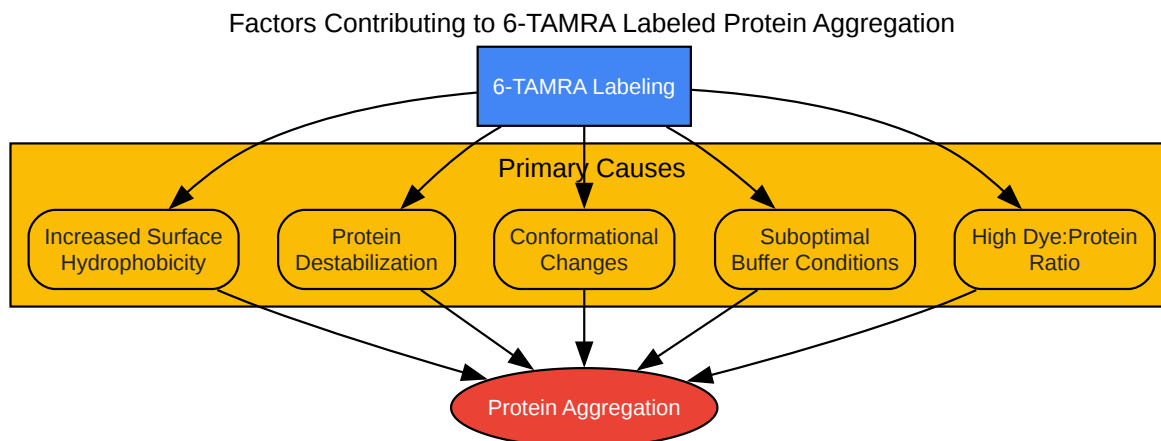 Factors Contributing to 6-TAMRA Labeled Protein Aggregation
6-TAMRA Labeling
Primary Causes
Increased Surface
Hydrophobicity
Protein
Destabilization
Conformational
Changes
Suboptimal
Buffer Conditions
High Dye:Protein
Ratio
Protein Aggregation